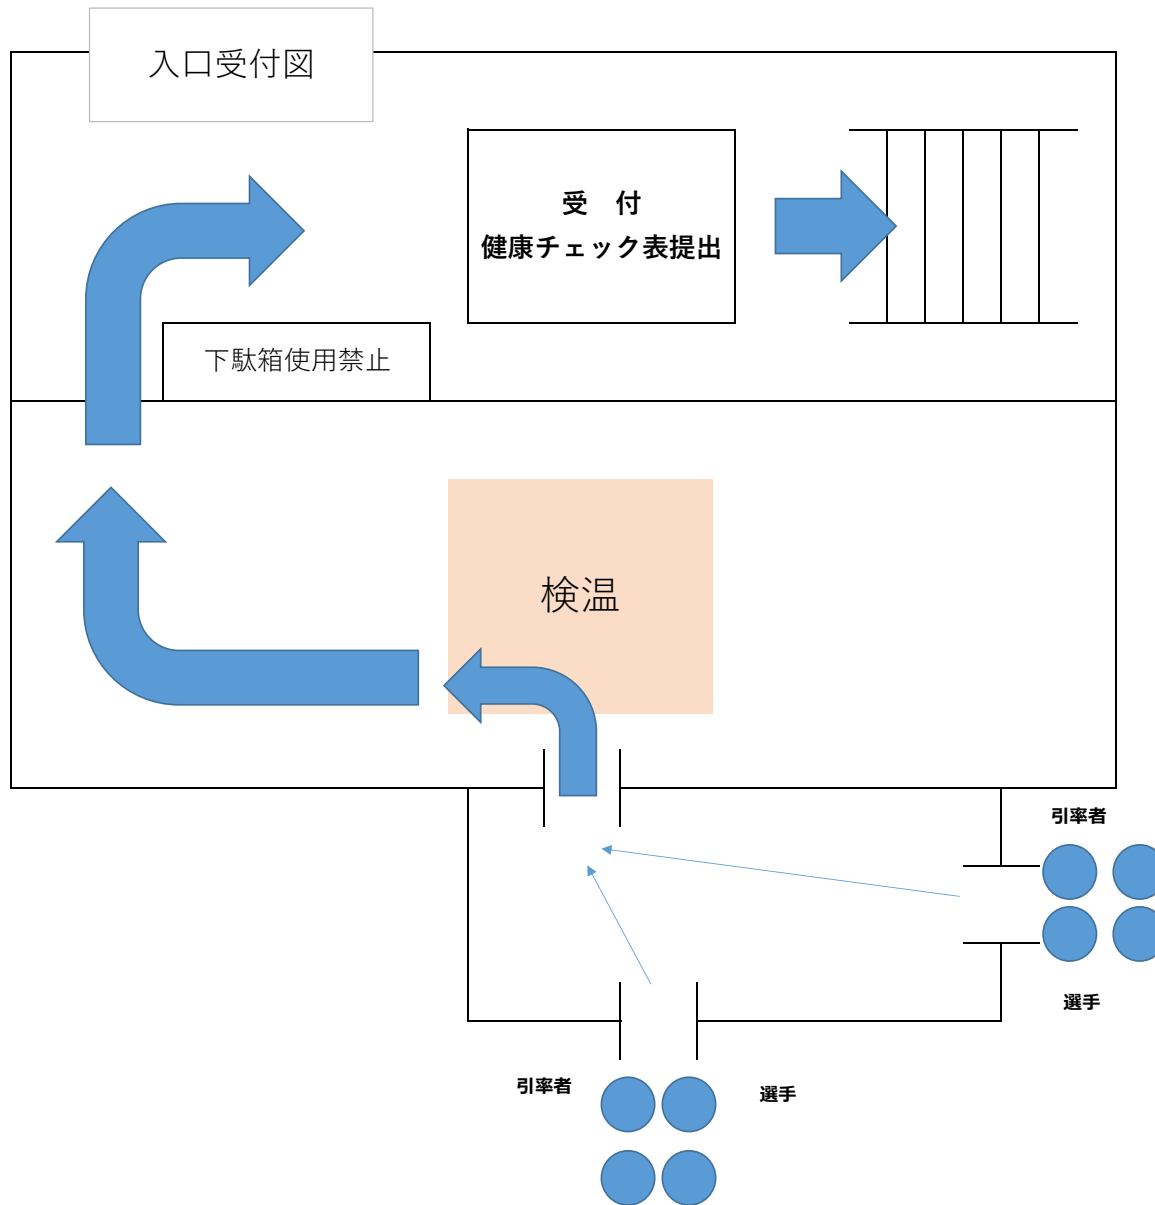 入口受付図
受　付
健康チェック表提出
下駄箱使用禁止
検温
引率者
選手
引率者
選手